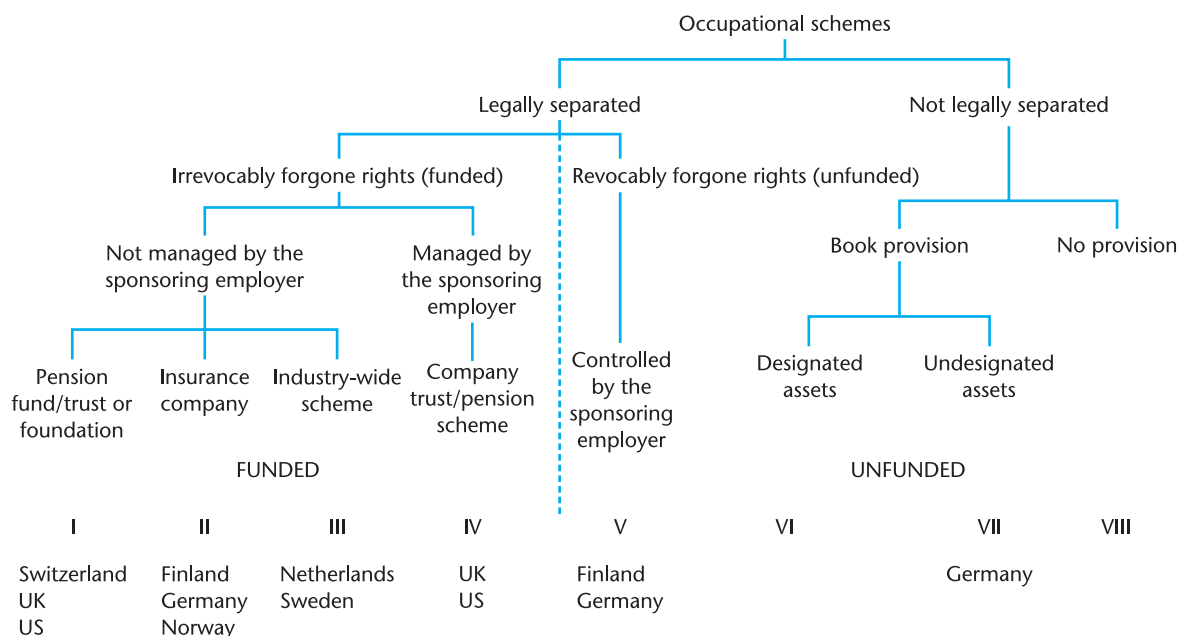 Occupational schemes
Legally separated
Not legally separated
Irrevocably forgone rights (funded)
Revocably forgone rights (unfunded)
Not managed by the
sponsoring employer
Managed by
the sponsoring
employer
Book provision
No provision
Pension
fund/trust or
foundation
Insurance
company
Industry-wide
scheme
Company
trust/pension
scheme
Controlled
by the
sponsoring
employer
Designated
assets
Undesignated
assets
FUNDED
UNFUNDED
I
II
III
IV
V
VI
VII
VIII
Switzerland
UK
US
Finland
Germany
Norway
Netherlands
Sweden
UK
US
Finland
Germany
Germany